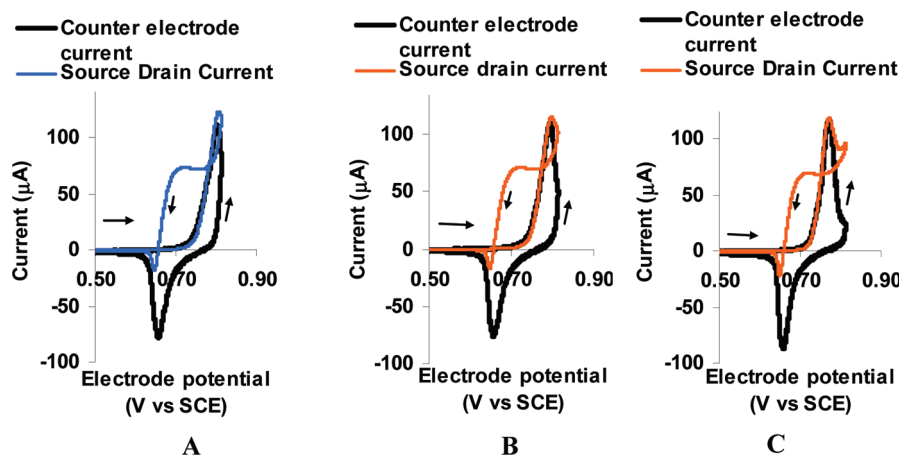 Counter electrode
current
Source Drain Current
Current (µA)
100
50
0
-50
-100
0.50
0.70
0.90
Electrode potential
(V vs SCE)
A
Counter electrode
current
Source drain current
Current (µA)
100
50
0
-50
-100
0.50
0.70
0.90
Electrode potential
(V vs SCE)
B
Counter electrode
current
Source Drain Current
Current (µA)
100
50
0
-50
-100
0.50
0.70
0.90
Electrode potential
(V vs SCE)
C